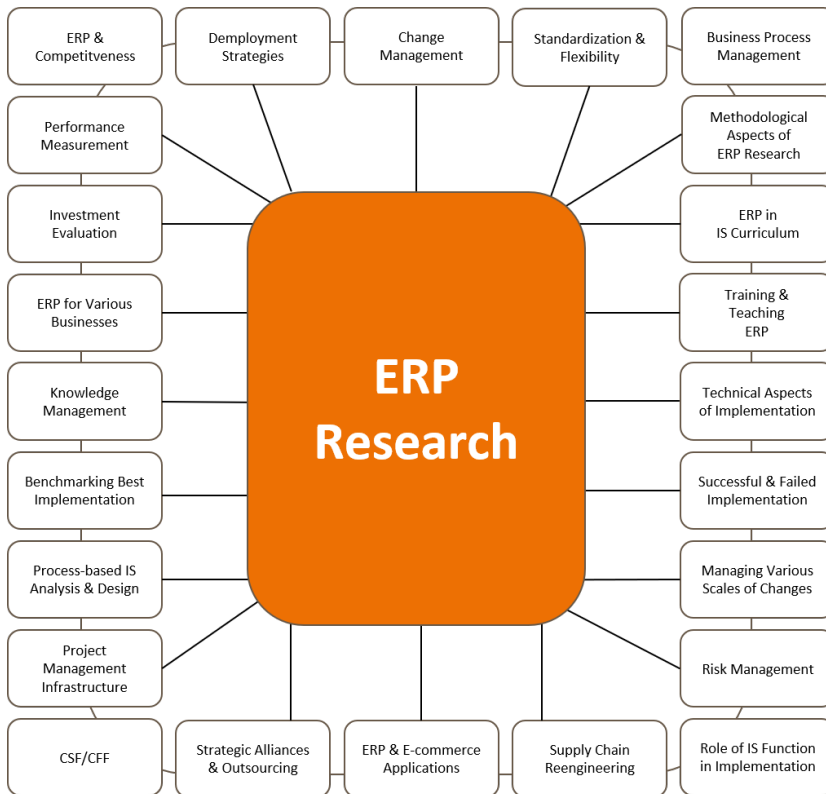 ERP &
Competitveness
Demployment
Strategies
Change
Management
Standardization &
Flexibility
Business Process
Management
Performance
Measurement
Methodological
Aspects of
ERP Research
Investment
Evaluation
ERP in
IS Curriculum
ERP for Various
Businesses
Training &
Teaching
ERP
ERP
Research
Knowledge
Management
Technical Aspects
of Implementation
Benchmarking Best
Implementation
Successful & Failed
Implementation
Process-based IS
Analysis & Design
Managing Various
Scales of Changes
Project
Management
Infrastructure
Risk Management
CSF/CFF
Strategic Alliances
& Outsourcing
ERP & E-commerce
Applications
Supply Chain
Reengineering
Role of IS Function
in Implementation